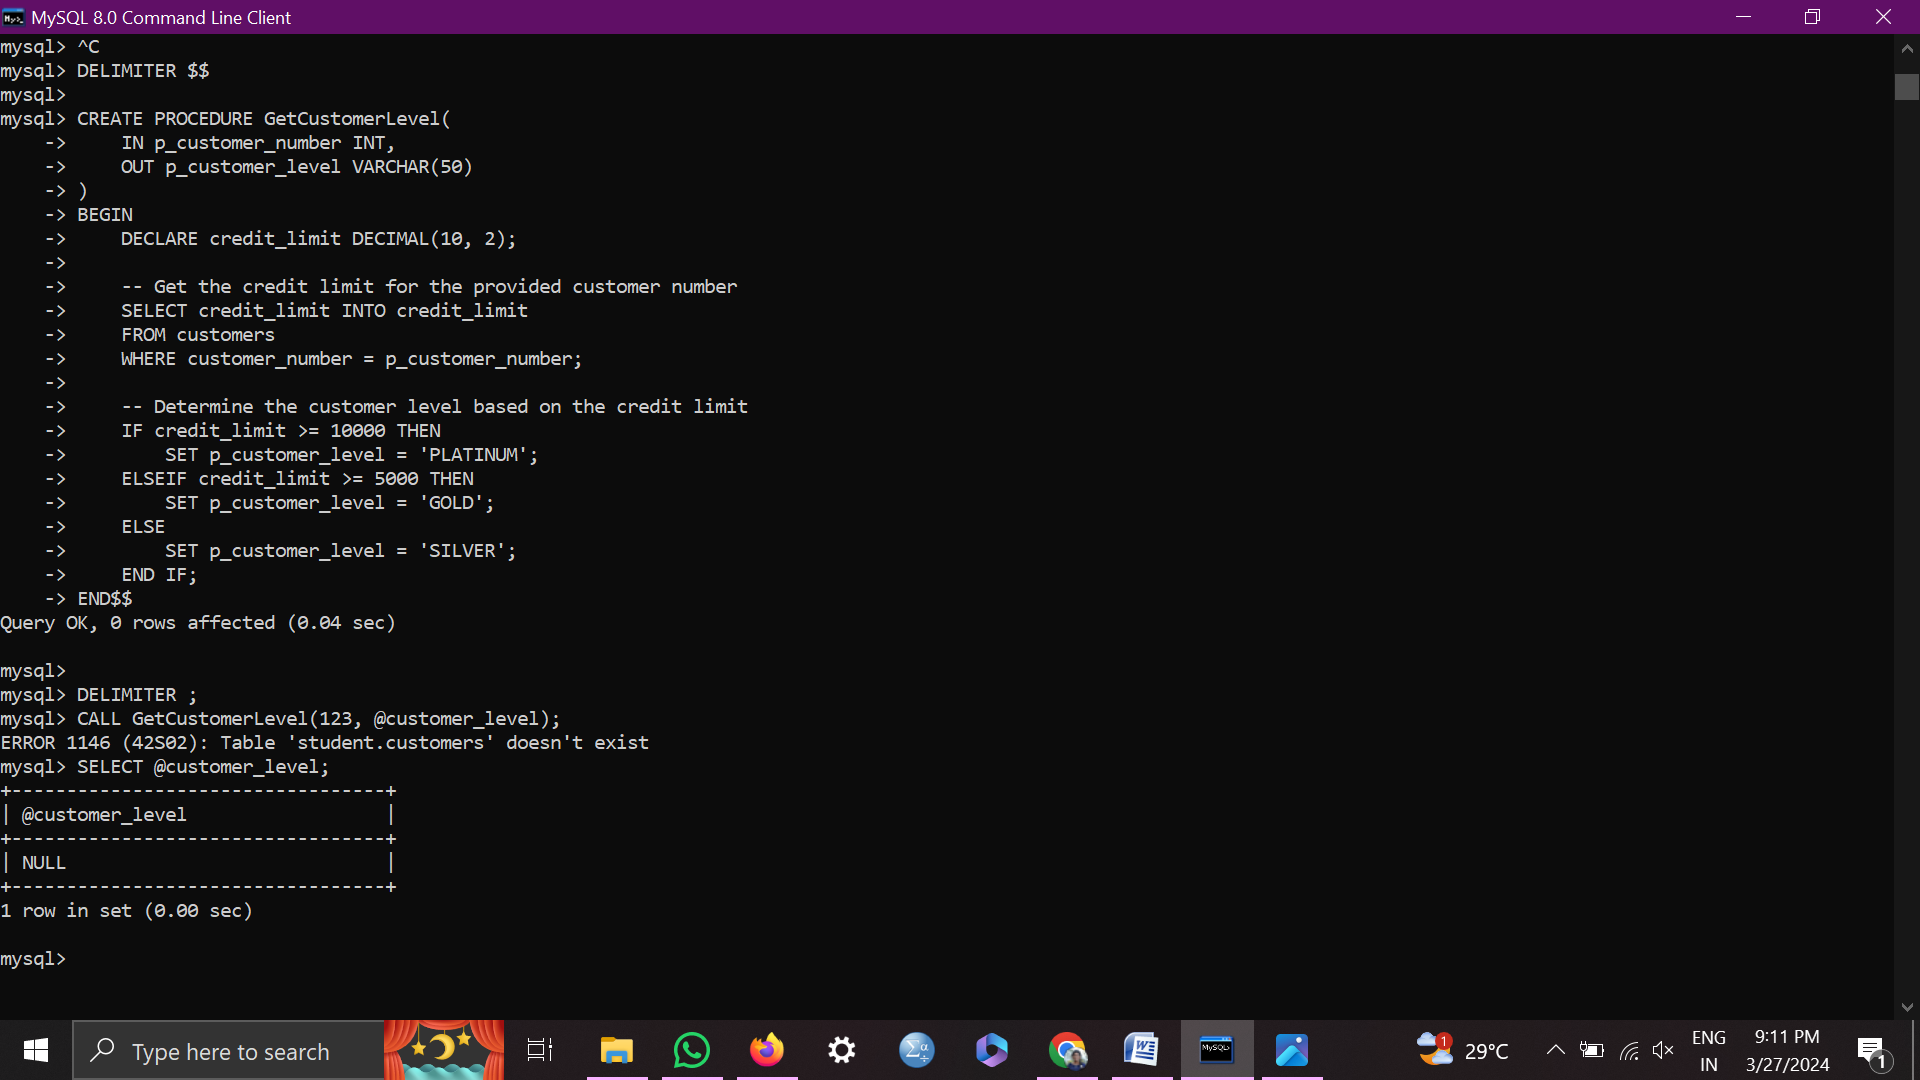 MySQL 8.0 Command Line Client
mysql> ^C
mysql> DELIMITER $$
mysql>
mysql> CREATE PROCEDURE GetCustomerLevel(
    ->     IN p_customer_number INT,
    ->     OUT p_customer_level VARCHAR(50)
    -> )
    -> BEGIN
    ->     DECLARE credit_limit DECIMAL(10, 2);
    ->
    ->     -- Get the credit limit for the provided customer number
    ->     SELECT credit_limit INTO credit_limit
    ->     FROM customers
    ->     WHERE customer_number = p_customer_number;
    ->
    ->     -- Determine the customer level based on the credit limit
    ->     IF credit_limit >= 10000 THEN
    ->         SET p_customer_level = 'PLATINUM';
    ->     ELSEIF credit_limit >= 5000 THEN
    ->         SET p_customer_level = 'GOLD';
    ->     ELSE
    ->         SET p_customer_level = 'SILVER';
    ->     END IF;
    -> END$$
Query OK, 0 rows affected (0.04 sec)
mysql>
mysql> DELIMITER ;
mysql> CALL GetCustomerLevel(123, @customer_level);
ERROR 1146 (42S02): Table 'student.customers' doesn't exist
mysql> SELECT @customer_level;
+----------------------------------+
| @customer_level                  |
+----------------------------------+
| NULL                             |
+----------------------------------+
1 row in set (0.00 sec)
mysql>
Type here to search
1
29°C
ENG
IN
9:11 PM
3/27/2024
1